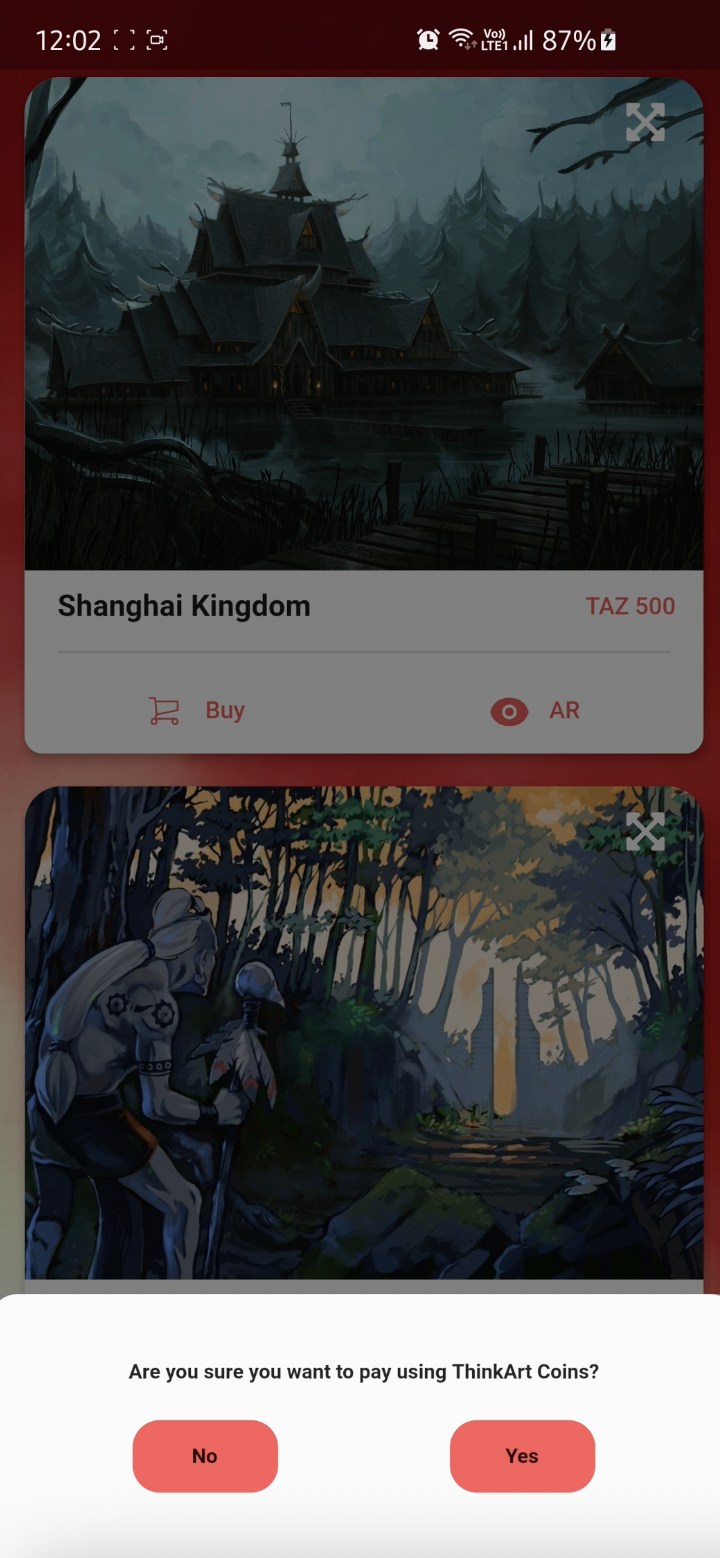 12:02
Vo))
LTE1
87%
Shanghai Kingdom
TAZ 500
Buy
AR
Are you sure you want to pay using ThinkArt Coins?
No
Yes